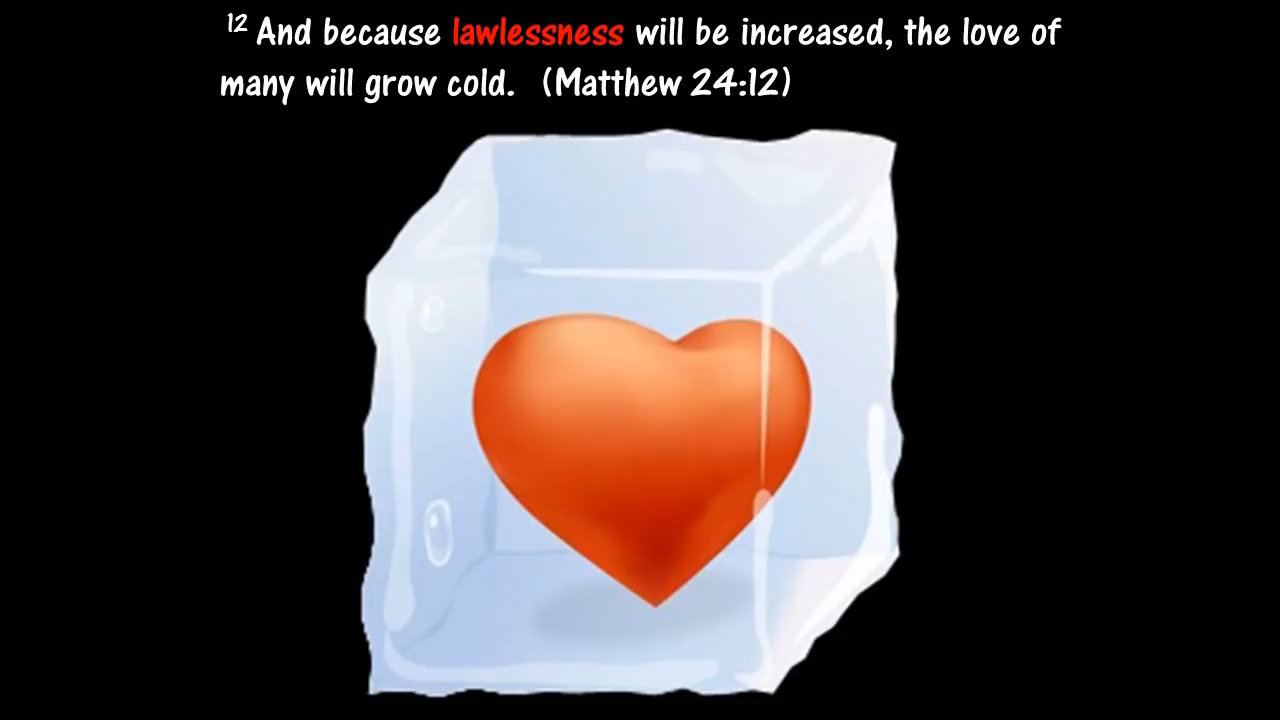 12 And because lawlessness will be increased, the love of
many will grow cold. (Matthew 24:12)